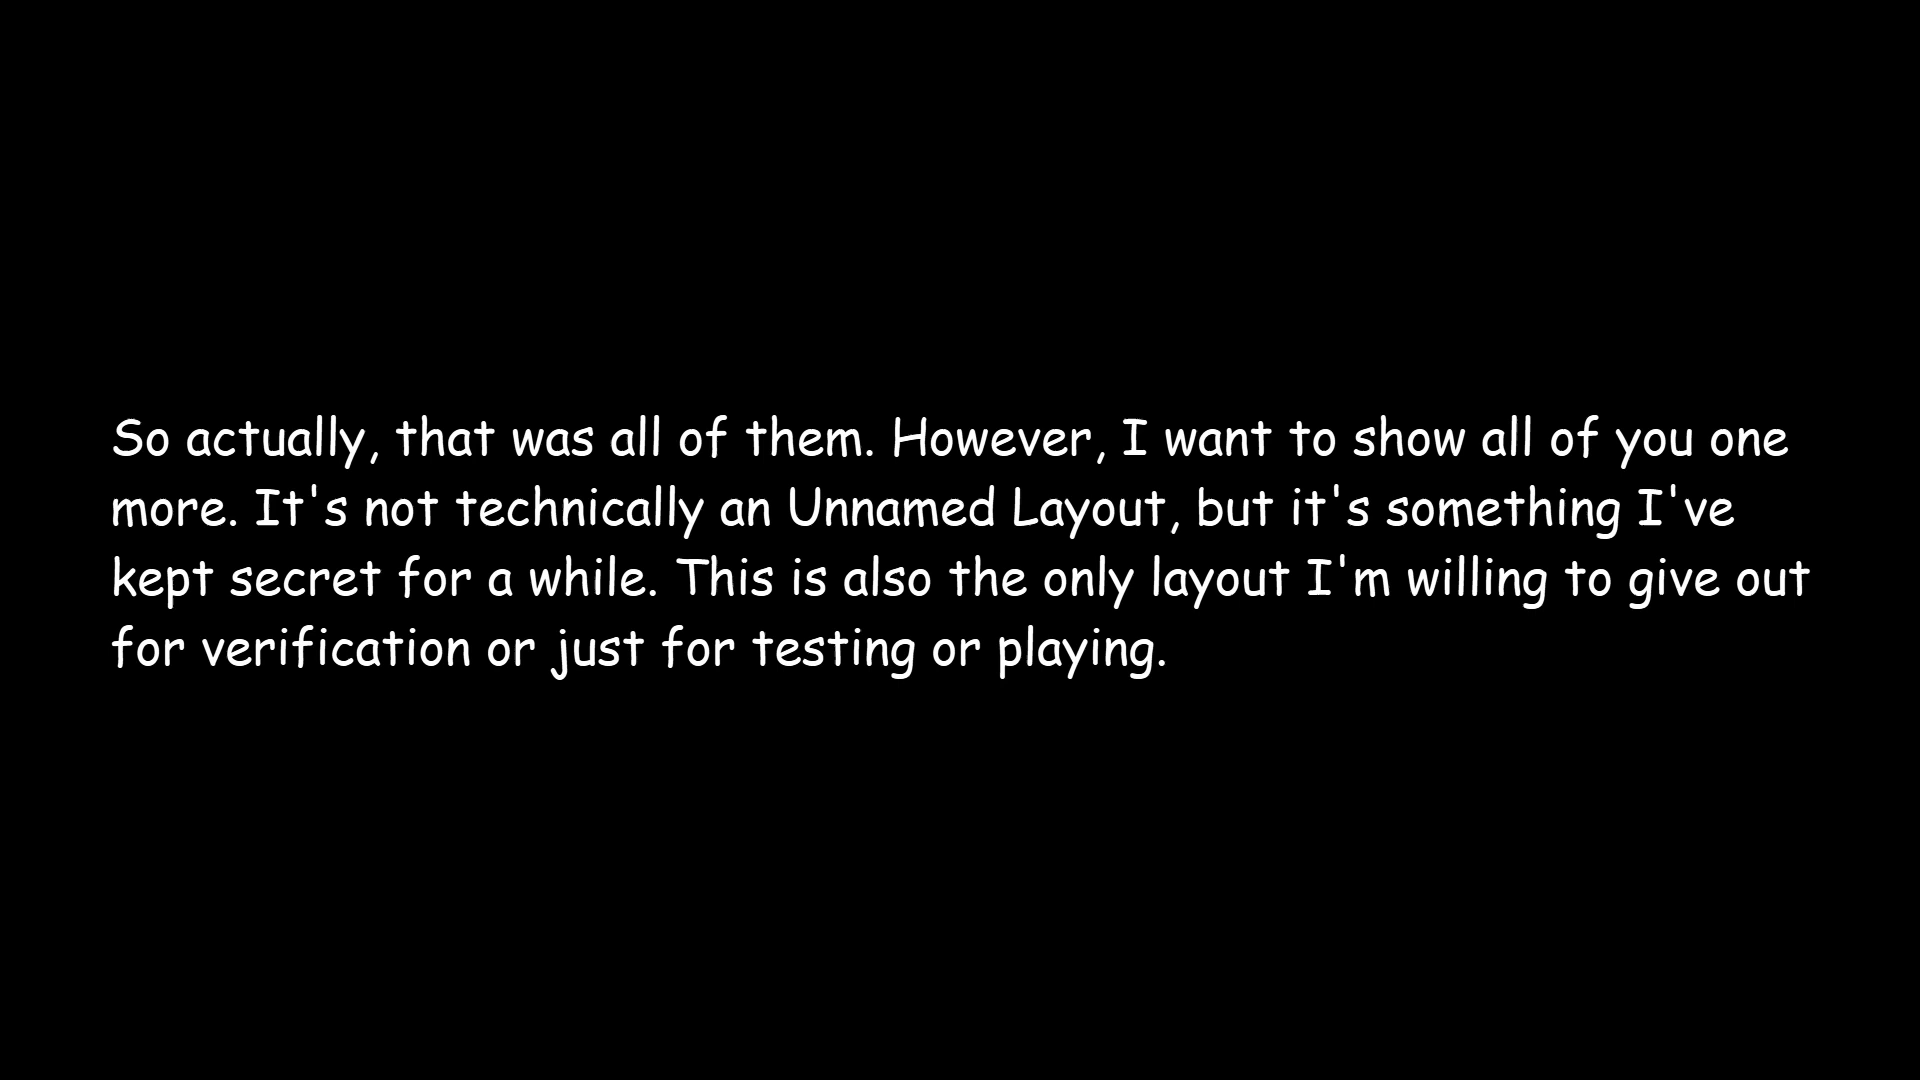 So actually, that was all of them. However, I want to show all of you one
more. It's not technically an Unnamed Layout, but it's something I've
kept secret for a while. This is also the only layout I'm willing to give out
for verification or just for testing or playing.